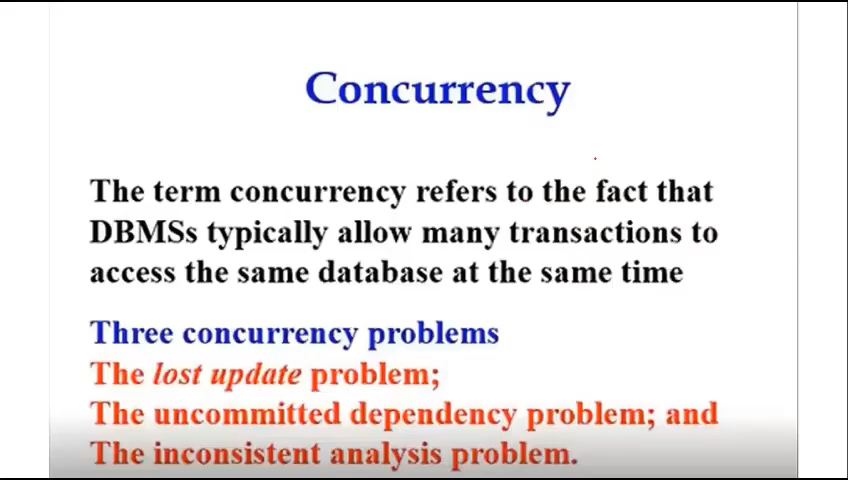 Concurrency
The term concurrency refers to the fact that
DBMSs typically allow many transactions to
access the same database at the same time
Three concurrency problems
The lost update problem;
The uncommitted dependency problem; and
The inconsistent analysis problem.